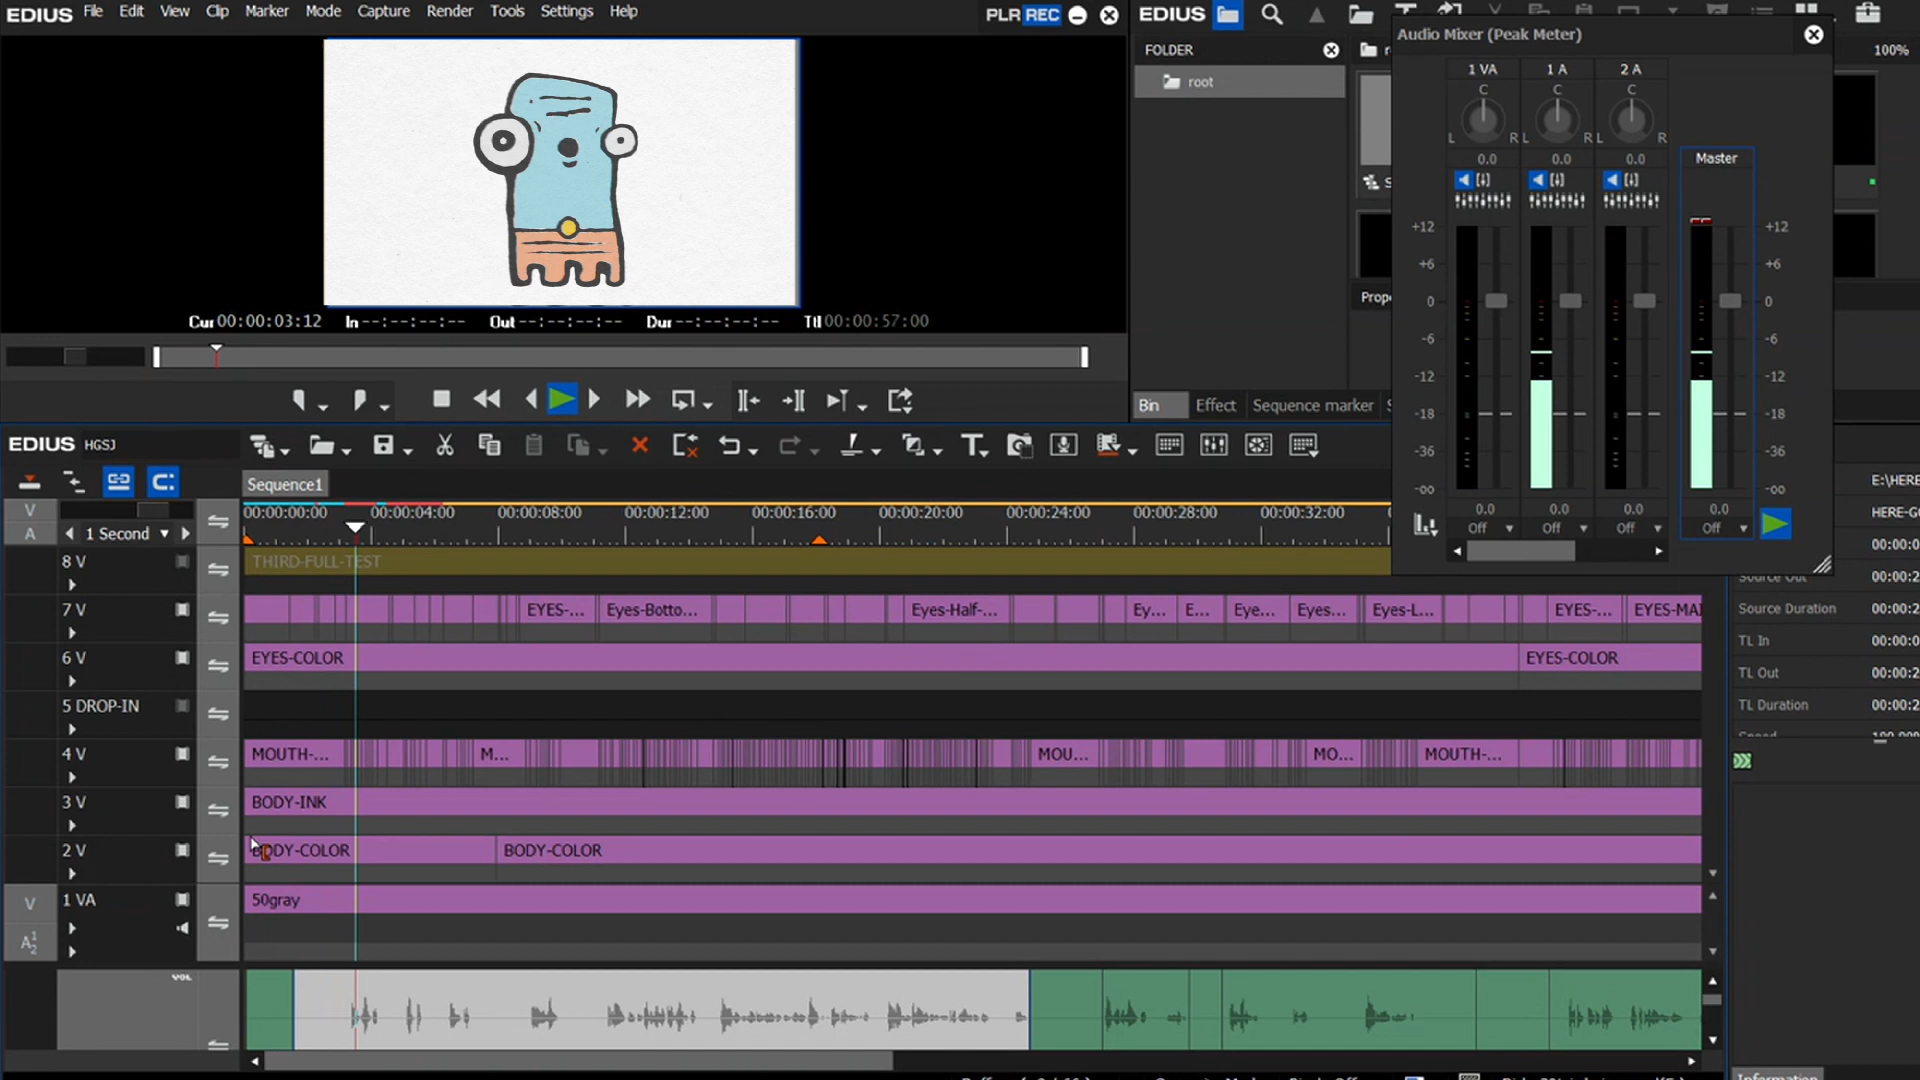 EDIUS File Edit View Clip Marker Mode Capture Render Tools Settings Help PLR REC
EDIUS
FOLDER
root
100%
Audio Mixer (Peak Meter)
1 VA 1 A 2 A
C C C
L R L R L R
0.0 0.0 0.0
Master
+12 +12
+6 +6
0 0
-6 -6
-12 -12
-18 -18
-36 -36
-oo -oo
0.0 0.0 0.0 0.0
Off Off Off Off
Cur 00:00:03:12 In --:--:--:-- Out --:--:--:-- Dur --:--:--:-- Ttl 00:00:57:00
Bin Effect Sequence marker
EDIUS HGSJ
Sequence1
V
A
1 Second
00:00:00:00 00:00:04:00 00:00:08:00 00:00:12:00 00:00:16:00 00:00:20:00 00:00:24:00 00:00:28:00 00:00:32:00
8 V THIRD-FULL-TEST
7 V EYES-... Eyes-Botto... Eyes-Half-... Ey... E... Eye... Eyes... Eyes-L... EYES-... EYES-MA
6 V EYES-COLOR EYES-COLOR
5 DROP-IN
4 V MOUTH-... M... MOU... MO... MOUTH-...
3 V BODY-INK
2 V BODY-COLOR BODY-COLOR
V 1 VA 50gray
A 1 2
VOL
E:\HERE
HERE-G
00:00:0
Source Out 00:00:2
Source Duration 00:00:2
TL In 00:00:0
TL Out 00:00:2
TL Duration 00:00:2